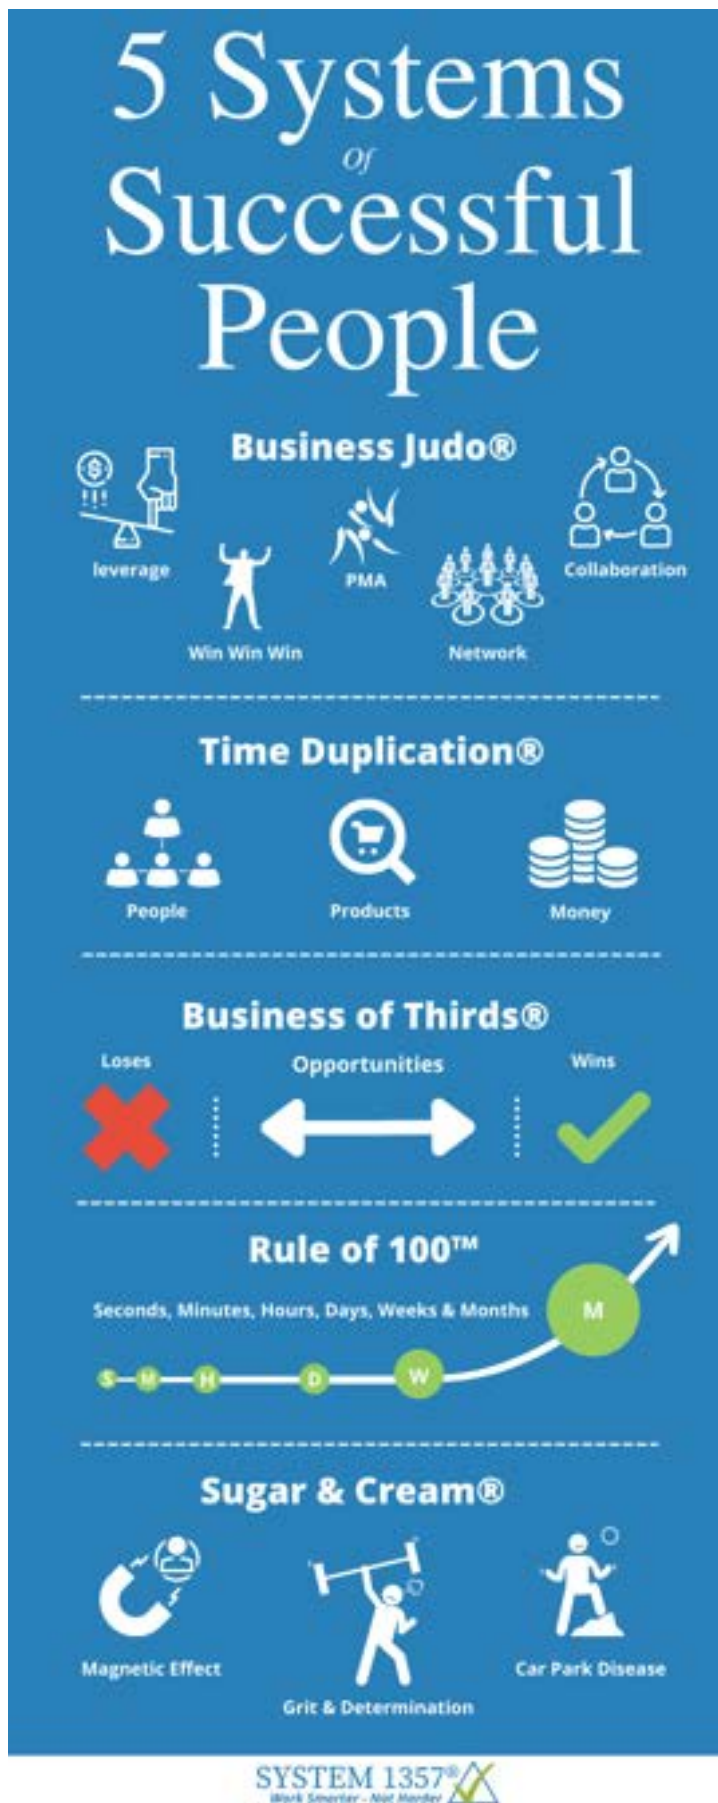 5 Systems
Of
Successful
People
Business Judo®
leverage
Win Win Win
PMA
Network
Collaboration
Time Duplication®
People
Products
Money
Business of Thirds®
Loses
Opportunities
Wins
Rule of 100™
Seconds, Minutes, Hours, Days, Weeks & Months
S M H D W M
Sugar & Cream®
Magnetic Effect
Grit & Determination
Car Park Disease
SYSTEM 1357®
Work Smarter - Not Harder